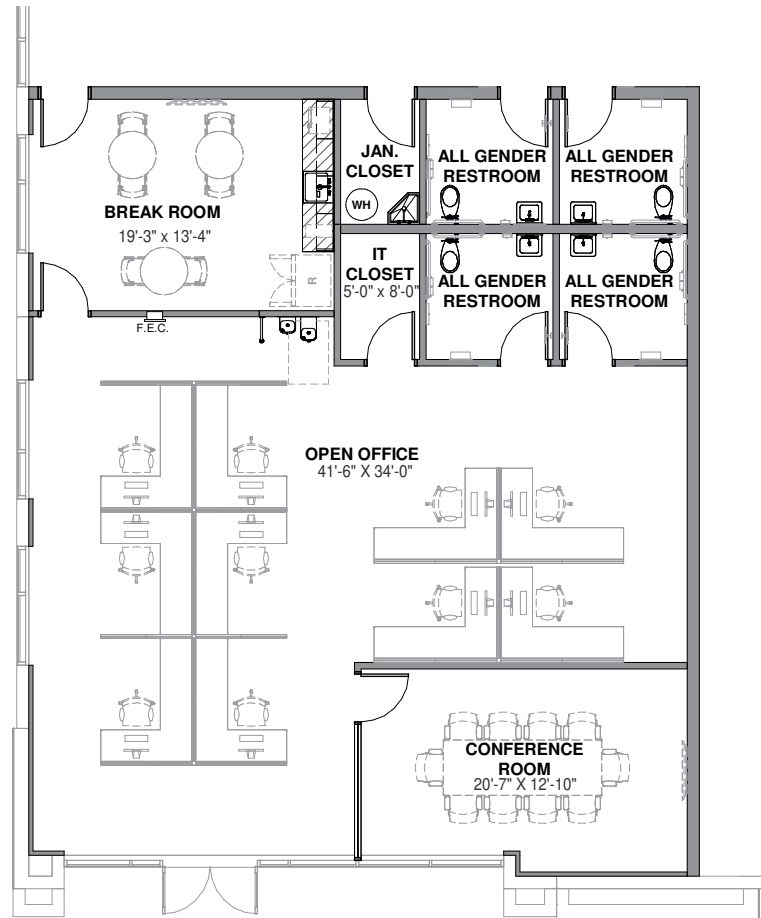 JAN.
CLOSET
WH
ALL GENDER
RESTROOM
ALL GENDER
RESTROOM
BREAK ROOM
19'-3" x 13'-4"
R
F.E.C.
IT
CLOSET
5'-0" x 8'-0"
ALL GENDER
RESTROOM
ALL GENDER
RESTROOM
OPEN OFFICE
41'-6" X 34'-0"
CONFERENCE
ROOM
20'-7" X 12'-10"